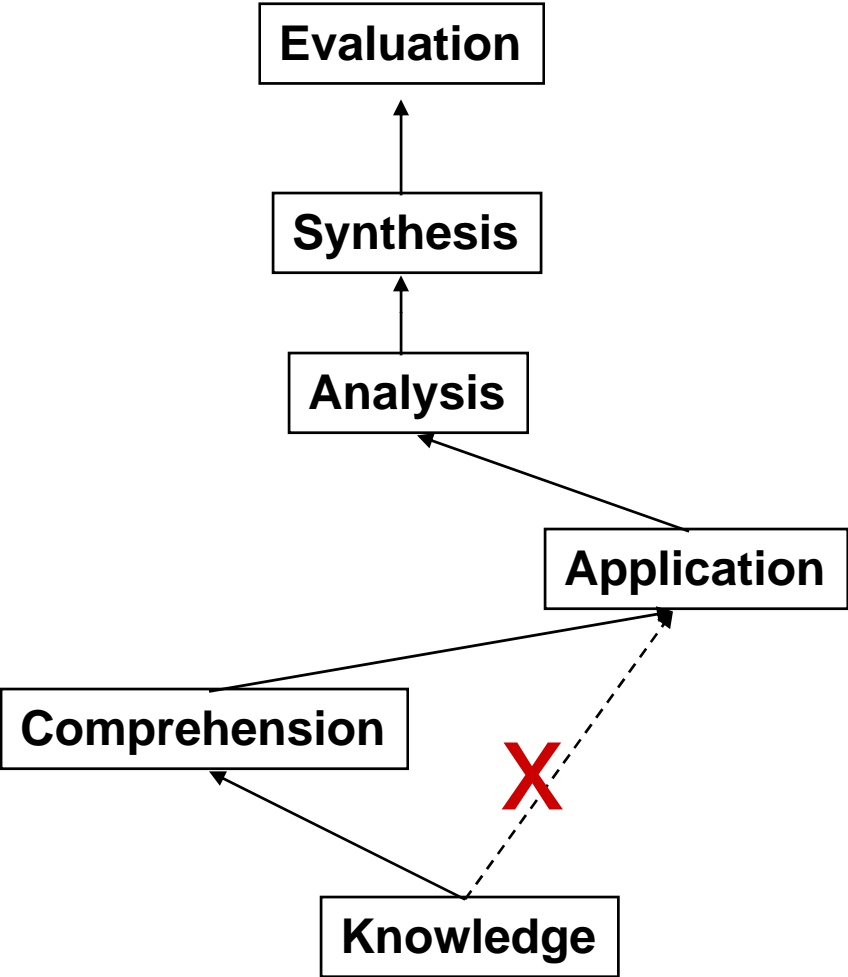 Evaluation
Synthesis
Analysis
Application
Comprehension
X
Knowledge